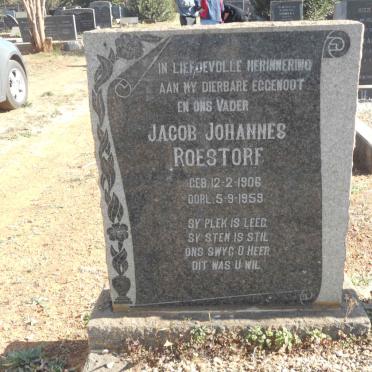 IN LIEFDEVOLLE HERINNERING
AAN MY DIERBARE EGGENOOT
EN ONS VADER
JACOB JOHANNES
ROESTORF
GEB. 12-2-1906
OORL. 5-9-1959
SY PLEK IS LEEG
SY STEM IS STIL
ONS SWYG O HEER
DIT WAS U WIL